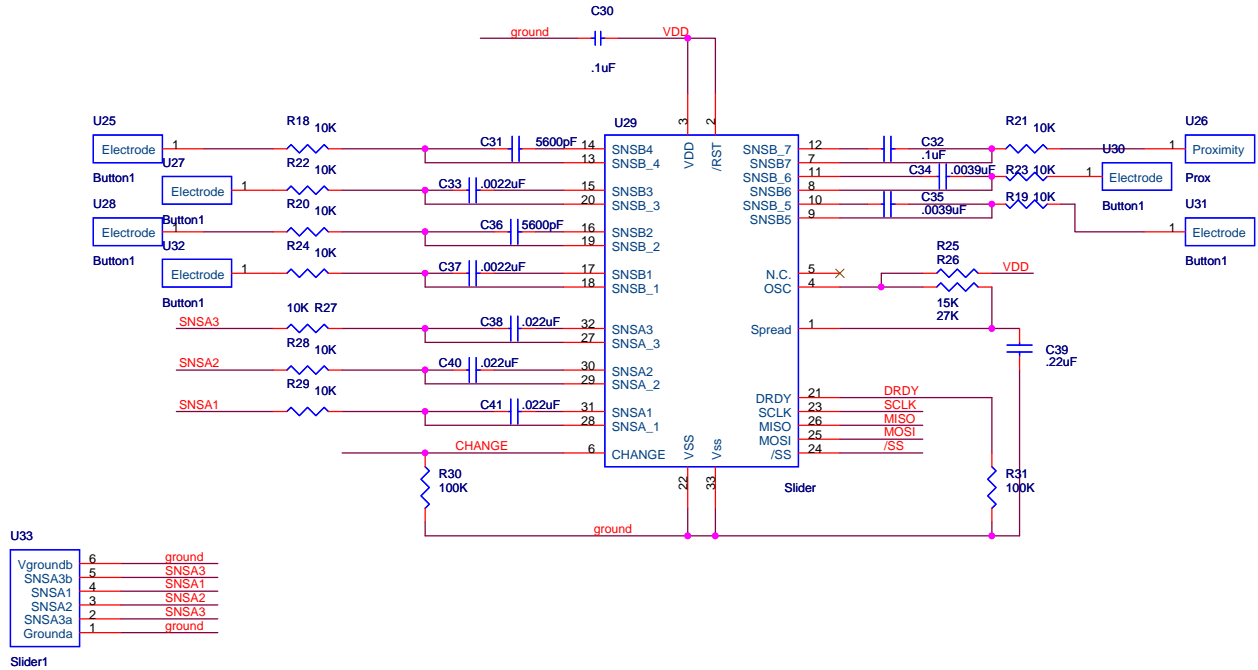 C30
ground
VDD
.1uF
U25
R18
10K
U29
R21
10K
U26
Electrode
1
C31
5600pF
14
SNSB4
13
SNSB_4
3
VDD
2
/RST
SNSB_7
12
SNSB7
7
C32
.1uF
1
Proximity
Button1
U27
R22
10K
SNSB_6
11
SNSB6
8
C34
.0039uF
R23
10K
U30
Prox
Electrode
1
C33
.0022uF
15
SNSB3
20
SNSB_3
SNSB_5
10
SNSB5
9
C35
.0039uF
R19
10K
1
Electrode
Button1
Button1
U28
R20
10K
U31
Electrode
1
C36
5600pF
16
SNSB2
19
SNSB_2
1
Electrode
Button1
U32
R24
10K
R25
R26
Button1
Electrode
1
C37
.0022uF
17
SNSB1
18
SNSB_1
N.C.
5
OSC
4
VDD
15K
27K
Button1
10K
R27
SNSA3
C38
.022uF
32
SNSA3
27
SNSA_3
Spread
1
R28
10K
C39
.22uF
SNSA2
C40
.022uF
30
SNSA2
29
SNSA_2
R29
10K
SNSA1
C41
.022uF
31
SNSA1
28
SNSA_1
DRDY
21
DRDY
SCLK
23
SCLK
MISO
26
MISO
MOSI
25
MOSI
/SS
24
/SS
CHANGE
6
CHANGE
VSS
22
Vss
33
R30
100K
Slider
R31
100K
ground
U33
Vgroundb
6
ground
SNSA3b
5
SNSA3
SNSA1
4
SNSA1
SNSA2
3
SNSA2
SNSA3a
2
SNSA3
Grounda
1
ground
Slider1